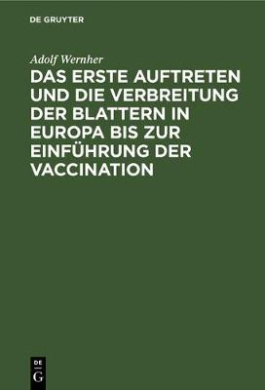 DE GRUYTER
Adolf Wernher
DAS ERSTE AUFTRETEN
UND DIE VERBREITUNG
DER BLATTERN IN
EUROPA BIS ZUR
EINFÜHRUNG DER
VACCINATION
DE
G